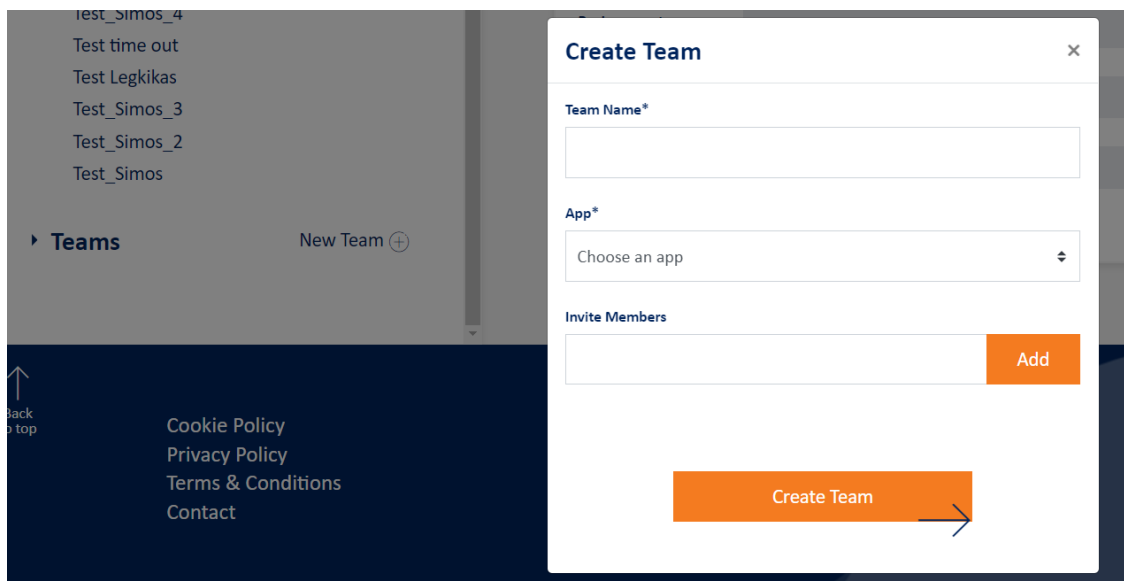 Test_Simos_4
Test time out
Test Legkikas
Test_Simos_3
Test_Simos_2
Test_Simos
Teams
New Team
Back
to top
Cookie Policy
Privacy Policy
Terms & Conditions
Contact
Create Team
×
Team Name*
App*
Choose an app
Invite Members
Add
Create Team